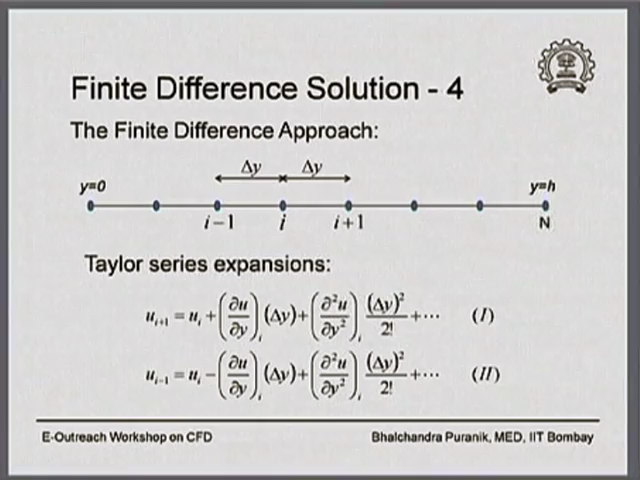 Finite Difference Solution - 4
The Finite Difference Approach:
Δy Δy
y=0 y=h
i−1 i i+1 N
Taylor series expansions:
u_{i+1} = u_i + (∂u/∂y)_i (Δy) + (∂²u/∂y²)_i (Δy)²/2! + ⋯ (I)
u_{i−1} = u_i − (∂u/∂y)_i (Δy) + (∂²u/∂y²)_i (Δy)²/2! + ⋯ (II)
E-Outreach Workshop on CFD Bhalchandra Puranik, MED, IIT Bombay